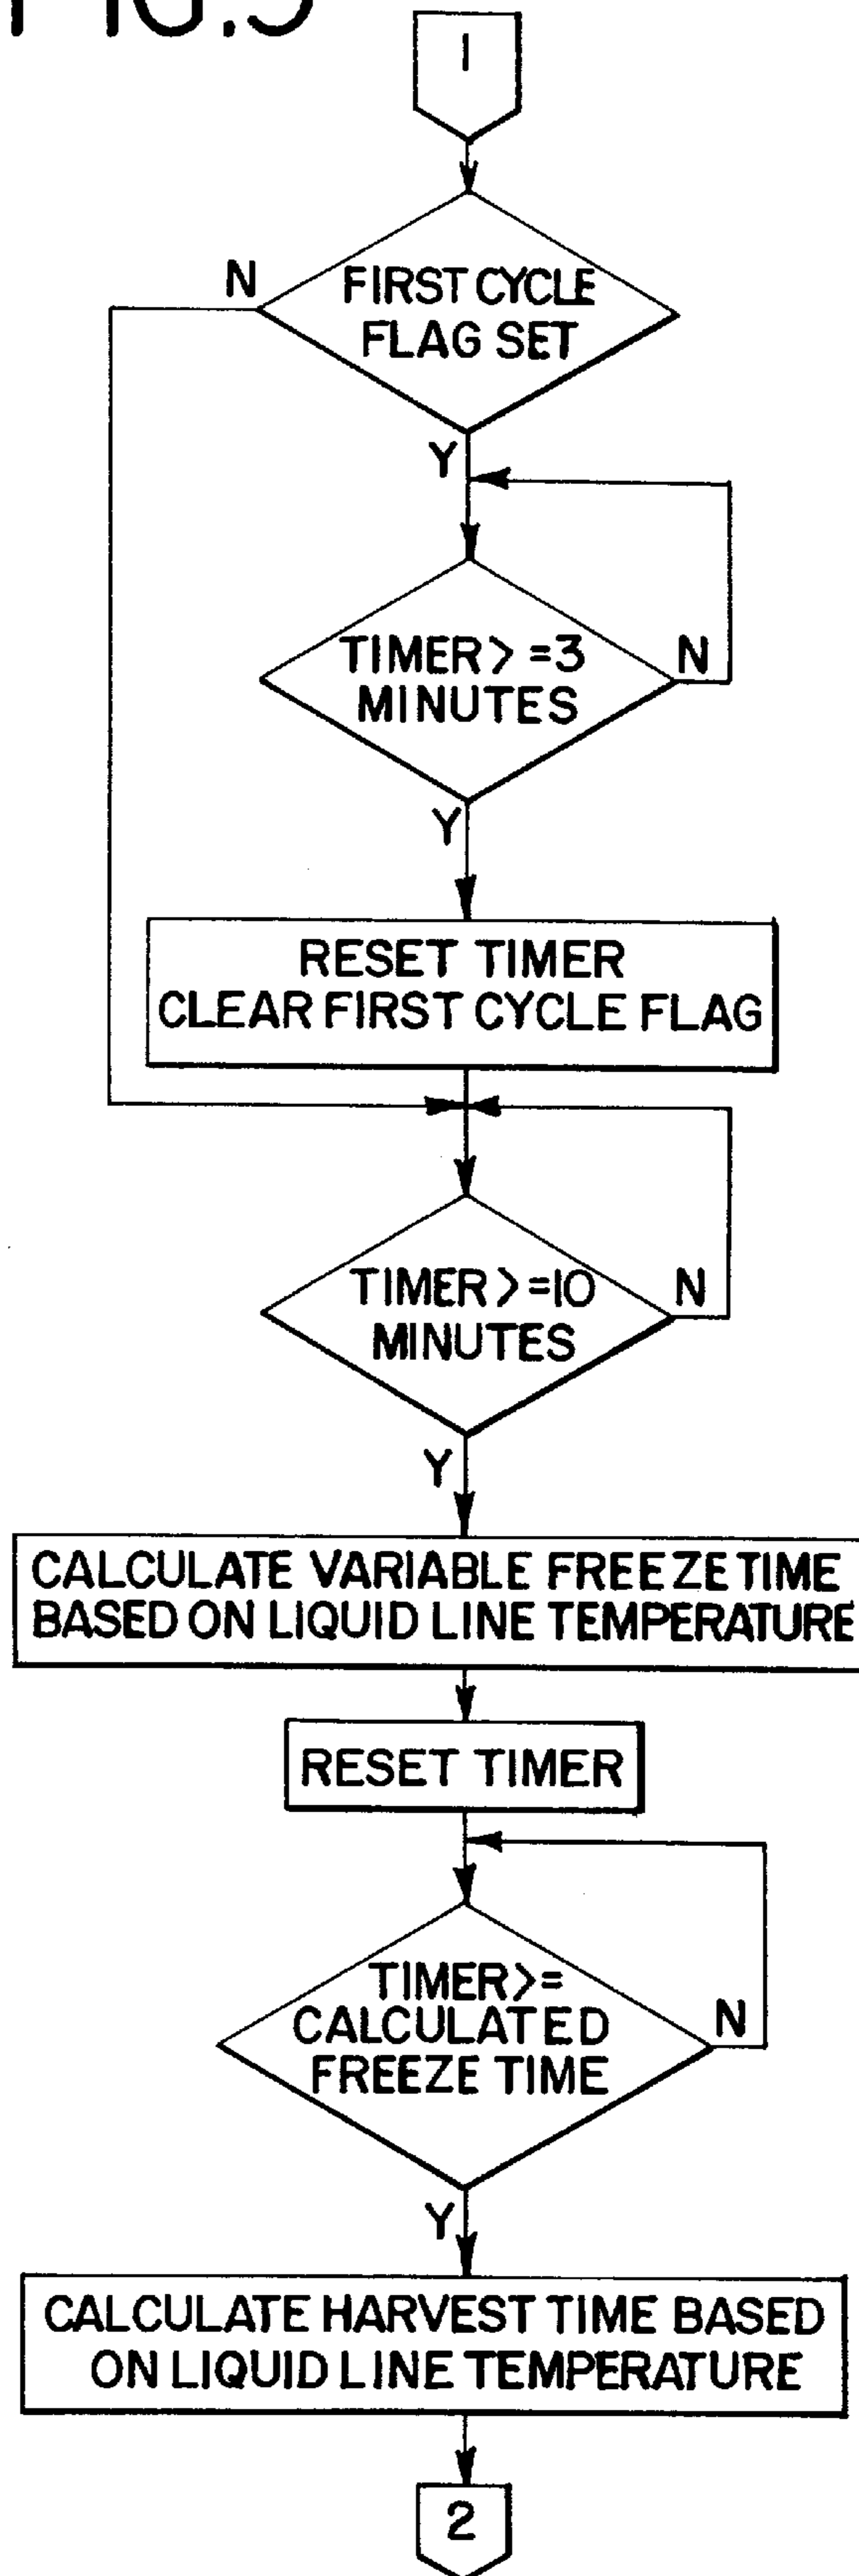 FIG.
1
FIRST CYCLE
FLAG SET
N
Y
TIMER > =3
MINUTES
N
Y
RESET TIMER
CLEAR FIRST CYCLE FLAG
TIMER >=10
MINUTES
N
Y
CALCULATE VARIABLE FREEZE TIME
BASED ON LIQUID LINE TEMPERATURE
RESET TIMER
TIMER>=
CALCULATED
FREEZE TIME
N
Y
CALCULATE HARVEST TIME BASED
ON LIQUID LINE TEMPERATURE
2